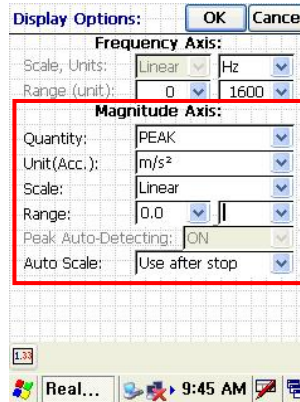 Display Options: OK Cance
Frequency Axis:
Scale, Units: Linear Hz
Range (unit): 0 1600
Magnitude Axis:
Quantity: PEAK
Unit(Acc.): m/s²
Scale: Linear
Range: 0.0
Peak Auto-Detecting: ON
Auto Scale: Use after stop
1.33
Real... 9:45 AM